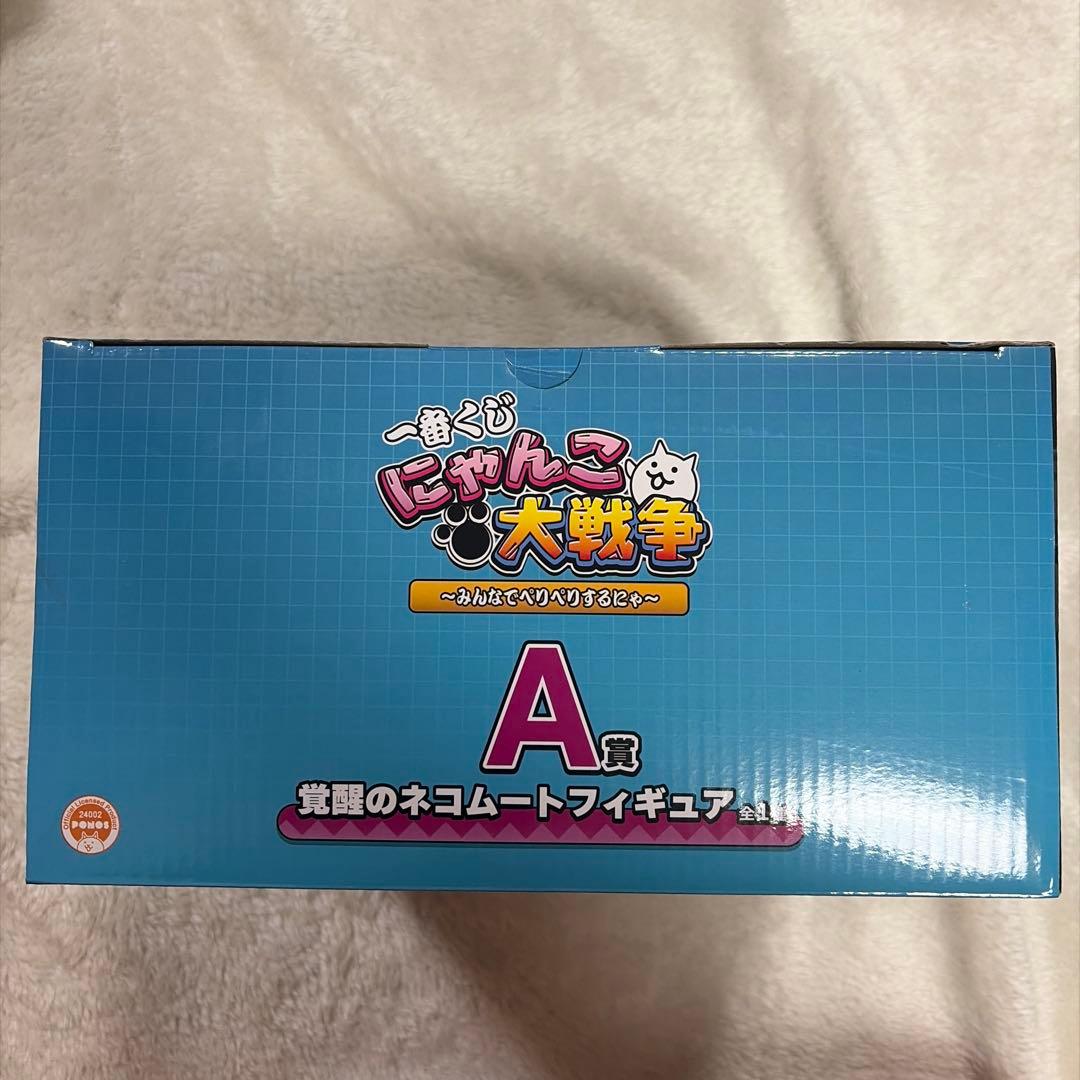 一番くじ
にゃんこ
大戦争
～みんなでぺりぺりするにゃ～
A賞
覚醒のネコムートフィギュア 全1
Official Licensed Product
24002
PONOS